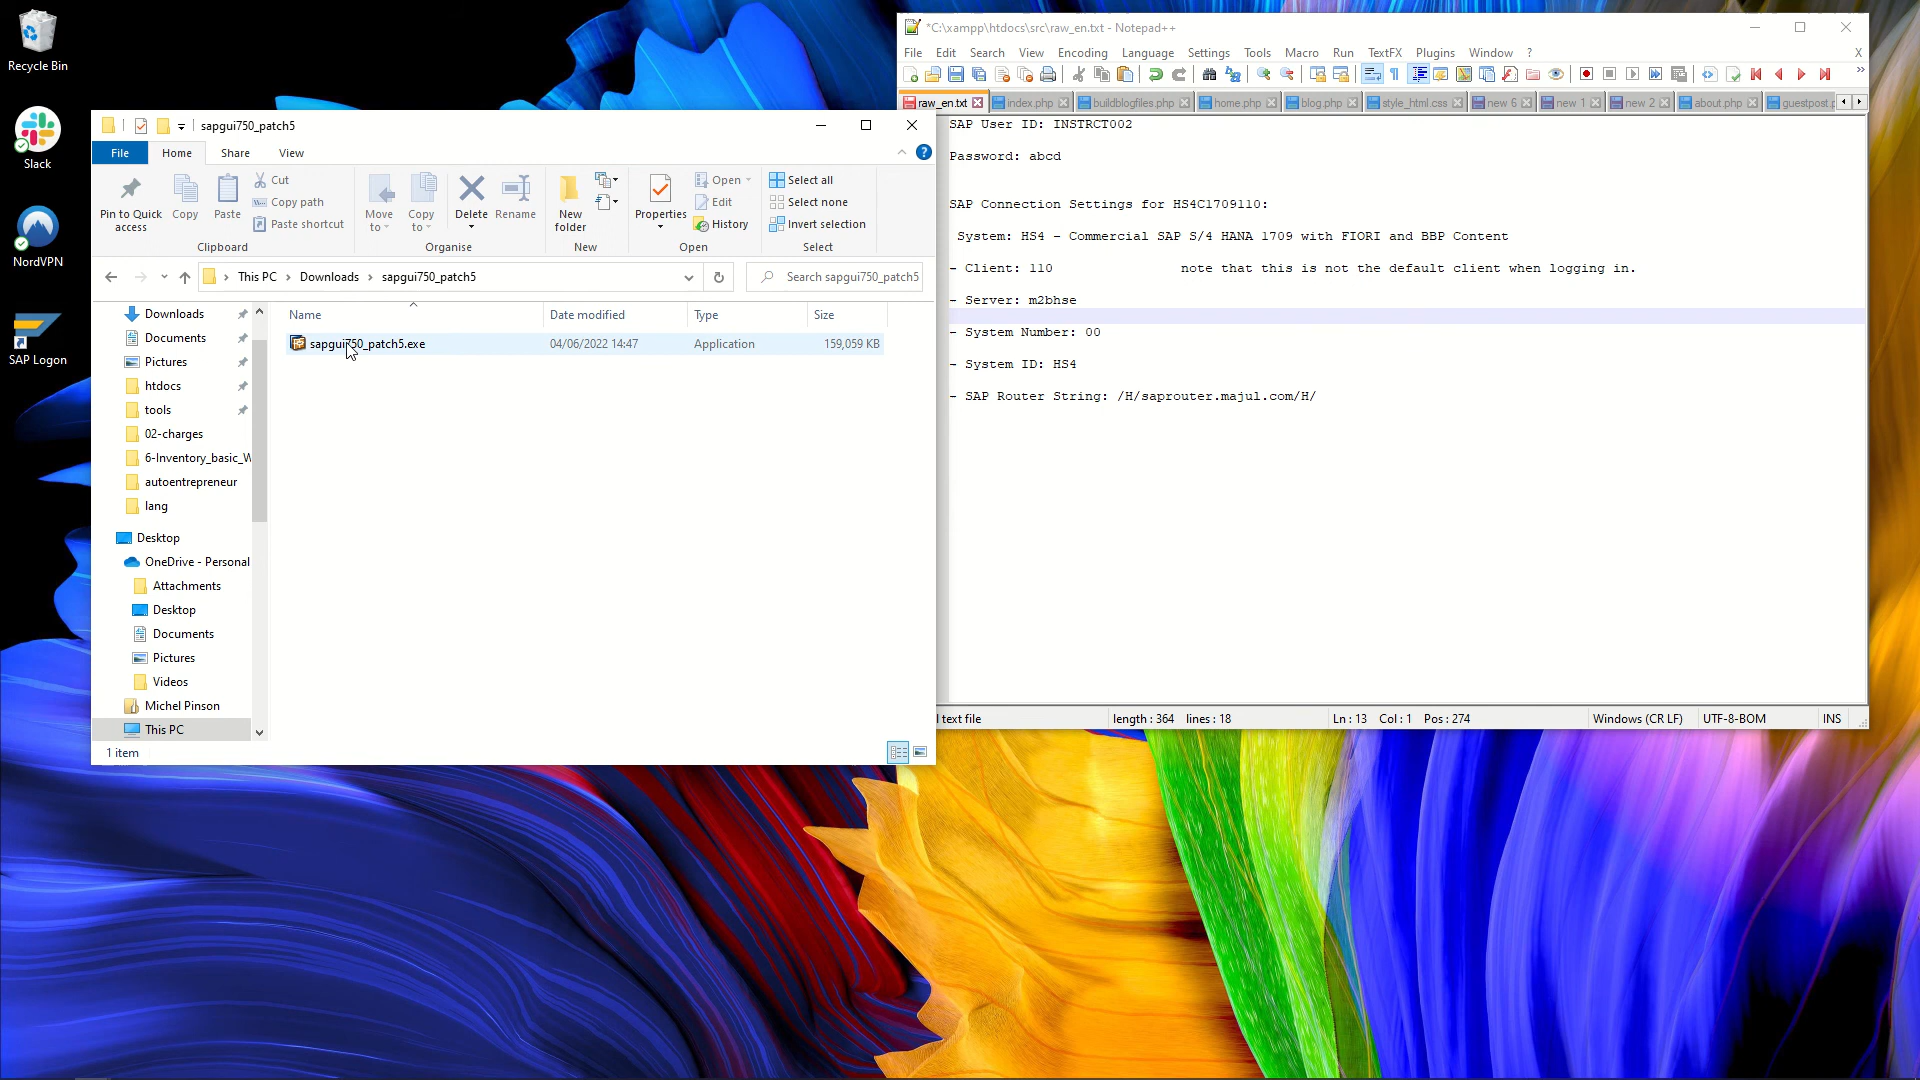 Recycle Bin
Slack
NordVPN
SAP Logon
sapgui750_patch5
File Home Share View
Pin to Quick access
Copy
Paste
Cut
Copy path
Paste shortcut
Clipboard
Move to
Copy to
Delete
Rename
Organise
New folder
New
Properties
Open
Edit
History
Open
Select all
Select none
Invert selection
Select
This PC > Downloads > sapgui750_patch5
Search sapgui750_patch5
Name Date modified Type Size
sapgui750_patch5.exe 04/06/2022 14:47 Application 159,059 KB
Downloads
Documents
Pictures
htdocs
tools
02-charges
6-Inventory_basic_W
autoentrepreneur
lang
Desktop
OneDrive - Personal
Attachments
Desktop
Documents
Pictures
Videos
Michel Pinson
This PC
1 item
*C:\xampp\htdocs\src\raw_en.txt - Notepad++
File Edit Search View Encoding Language Settings Tools Macro Run TextFX Plugins Window ? X
raw_en.txt index.php buildblogfiles.php home.php blog.php style_html.css new 6 new 1 new 2 about.php guestpost.p
SAP User ID: INSTRCT002
Password: abcd
SAP Connection Settings for HS4C1709110:
System: HS4 - Commercial SAP S/4 HANA 1709 with FIORI and BBP Content
- Client: 110 note that this is not the default client when logging in.
- Server: m2bhse
- System Number: 00
- System ID: HS4
- SAP Router String: /H/saprouter.majul.com/H/
l text file length : 364 lines : 18 Ln : 13 Col : 1 Pos : 274 Windows (CR LF) UTF-8-BOM INS